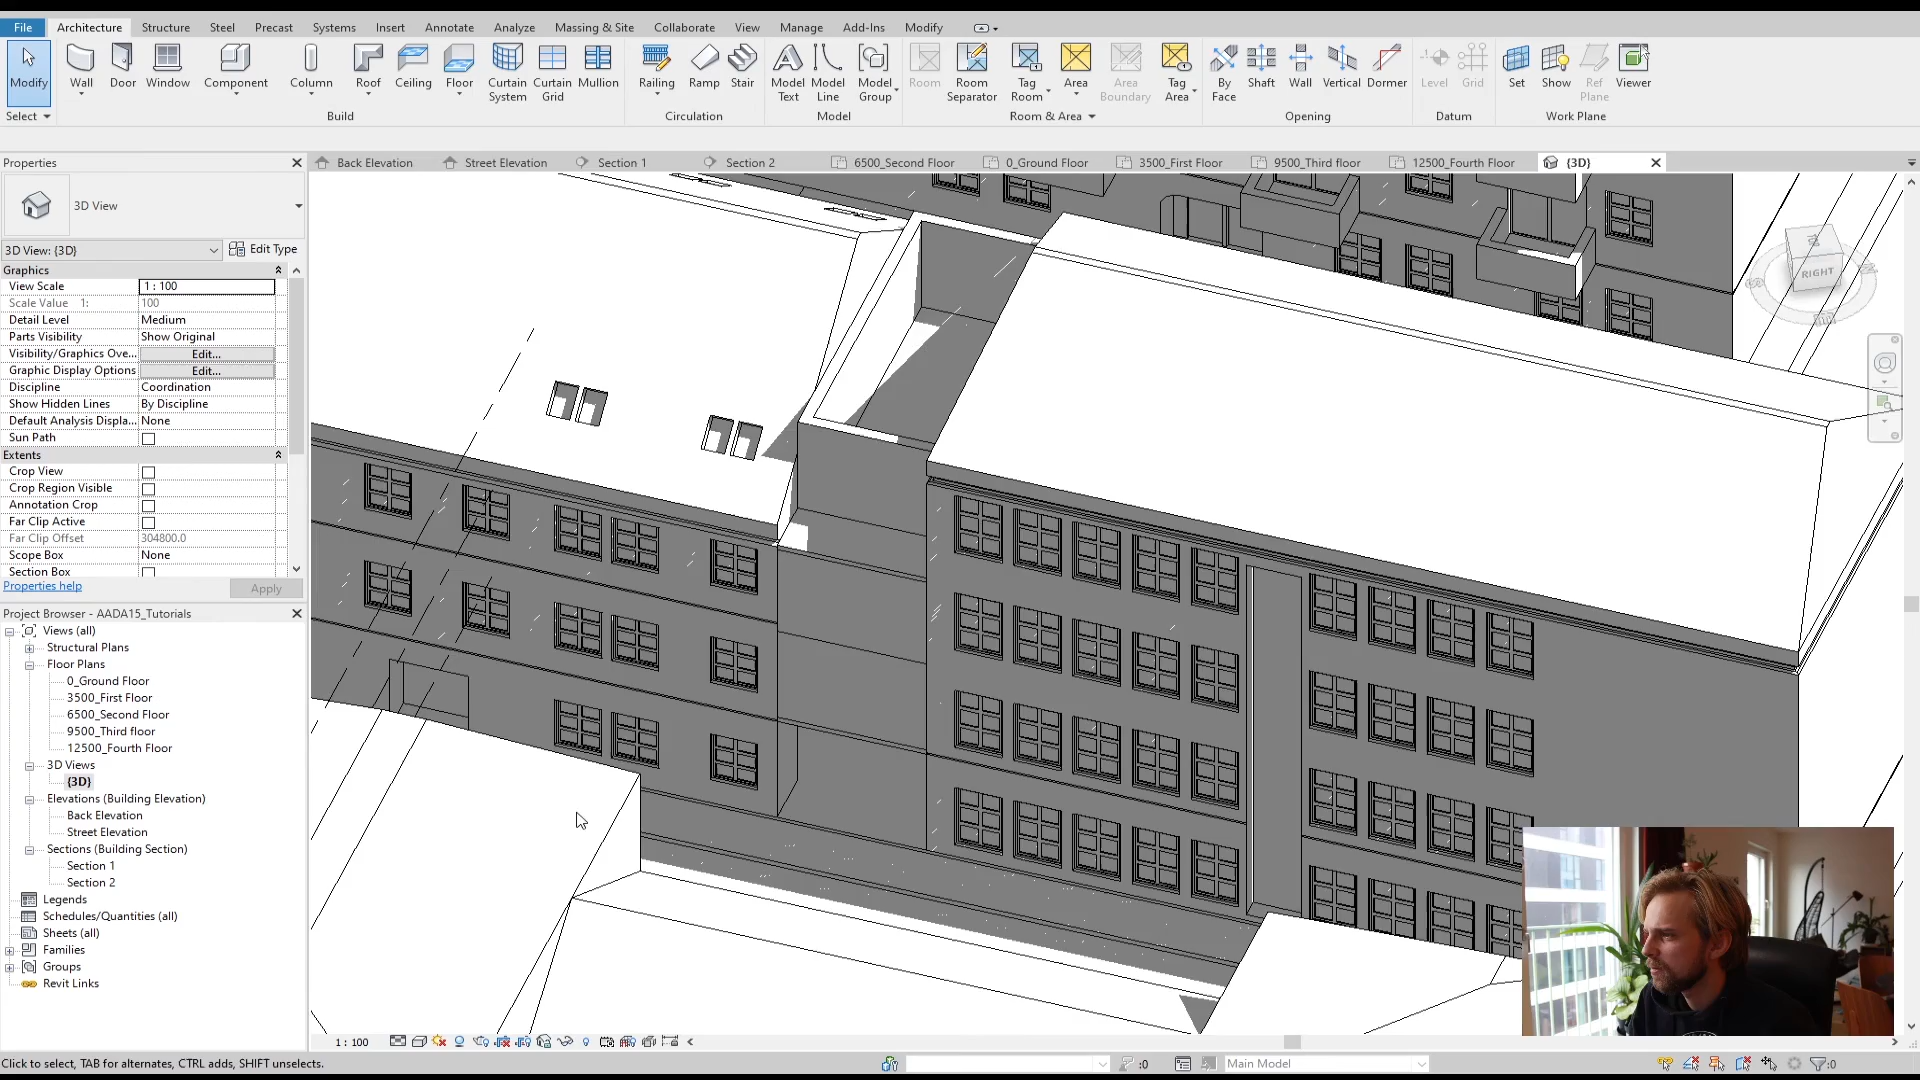 File Architecture Structure Steel Precast Systems Insert Annotate Analyze Massing & Site Collaborate View Manage Add-Ins Modify
Modify Wall Door Window Component Column Roof Ceiling Floor Curtain System Curtain Grid Mullion Railing Ramp Stair Model Text Model Line Model Group Room Room Separator Tag Room Area Area Boundary Tag Area By Face Shaft Wall Vertical Dormer Level Grid Set Show Ref Plane Viewer
Select Build Circulation Model Room & Area Opening Datum Work Plane
Properties Back Elevation Street Elevation Section 1 Section 2 6500_Second Floor 0_Ground Floor 3500_First Floor 9500_Third floor 12500_Fourth Floor {3D}
3D View
3D View: {3D} Edit Type
Graphics
View Scale 1 : 100
Scale Value 1: 100
Detail Level Medium
Parts Visibility Show Original
Visibility/Graphics Ove... Edit...
Graphic Display Options Edit...
Discipline Coordination
Show Hidden Lines By Discipline
Default Analysis Displa... None
Sun Path
Extents
Crop View
Crop Region Visible
Annotation Crop
Far Clip Active
Far Clip Offset 304800.0
Scope Box None
Section Box
Properties help Apply
Project Browser - AADA15_Tutorials
Views (all)
Structural Plans
Floor Plans
0_Ground Floor
3500_First Floor
6500_Second Floor
9500_Third floor
12500_Fourth Floor
3D Views
{3D}
Elevations (Building Elevation)
Back Elevation
Street Elevation
Sections (Building Section)
Section 1
Section 2
Legends
Schedules/Quantities (all)
Sheets (all)
Families
Groups
Revit Links
RIGHT
1 : 100
Click to select, TAB for alternates, CTRL adds, SHIFT unselects. :0 Main Model :0